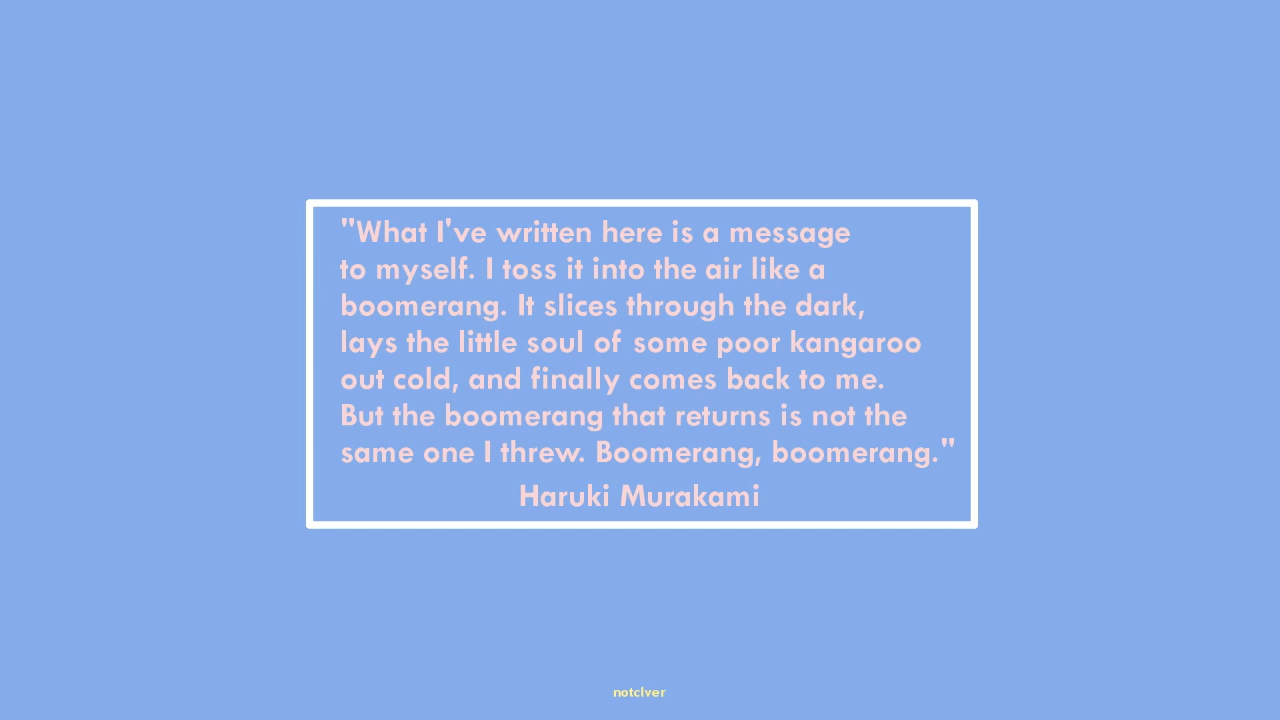 "What I've written here is a message
to myself. I toss it into the air like a
boomerang. It slices through the dark,
lays the little soul of some poor kangaroo
out cold, and finally comes back to me.
But the boomerang that returns is not the
same one I threw. Boomerang, boomerang."
Haruki Murakami
notclver